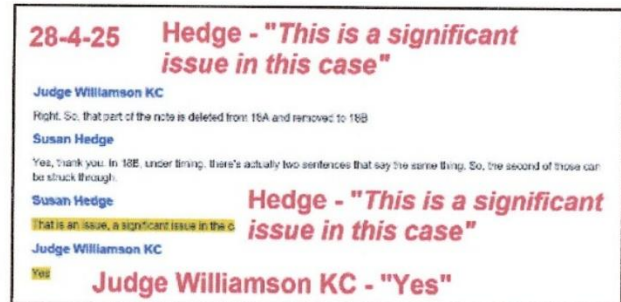 28-4-25 Hedge - "This is a significant
issue in this case"
Judge Williamson KC
Right. So, that part of the note is deleted from 18A and removed to 18B
Susan Hedge
Yes, thank you. In 18B, under timing, there's actually two sentences that say the same thing. So, the second of those can
be struck through.
Susan Hedge
Hedge - "This is a significant
That is an issue, a significant issue in the c
issue in this case"
Judge Williamson KC
Yes
Judge Williamson KC - "Yes"